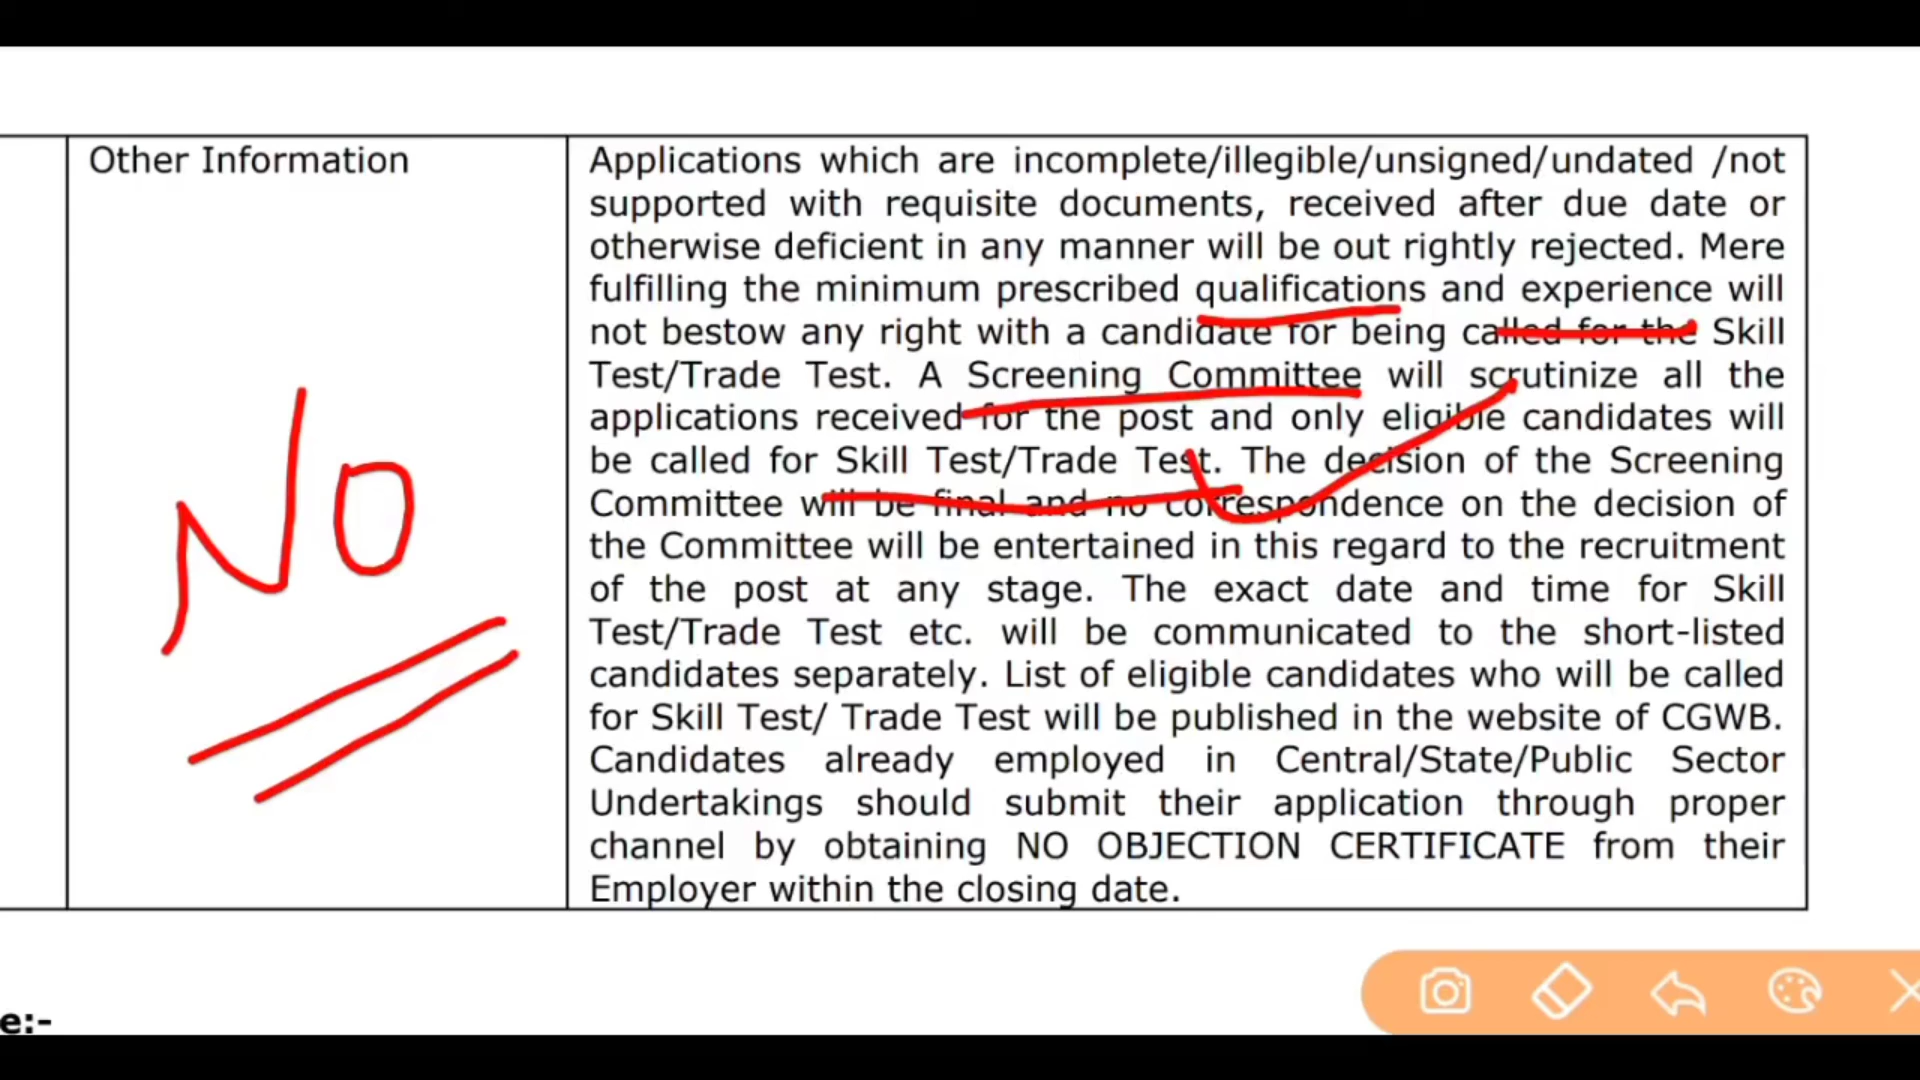 Other Information
Applications which are incomplete/illegible/unsigned/undated /not
supported with requisite documents, received after due date or
otherwise deficient in any manner will be out rightly rejected. Mere
fulfilling the minimum prescribed qualifications and experience will
not bestow any right with a candidate for being called for the Skill
Test/Trade Test. A Screening Committee will scrutinize all the
applications received for the post and only eligible candidates will
be called for Skill Test/Trade Test. The decision of the Screening
Committee will be final and no correspondence on the decision of
the Committee will be entertained in this regard to the recruitment
of the post at any stage. The exact date and time for Skill
Test/Trade Test etc. will be communicated to the short-listed
candidates separately. List of eligible candidates who will be called
for Skill Test/ Trade Test will be published in the website of CGWB.
Candidates already employed in Central/State/Public Sector
Undertakings should submit their application through proper
channel by obtaining NO OBJECTION CERTIFICATE from their
Employer within the closing date.
NO
e:-